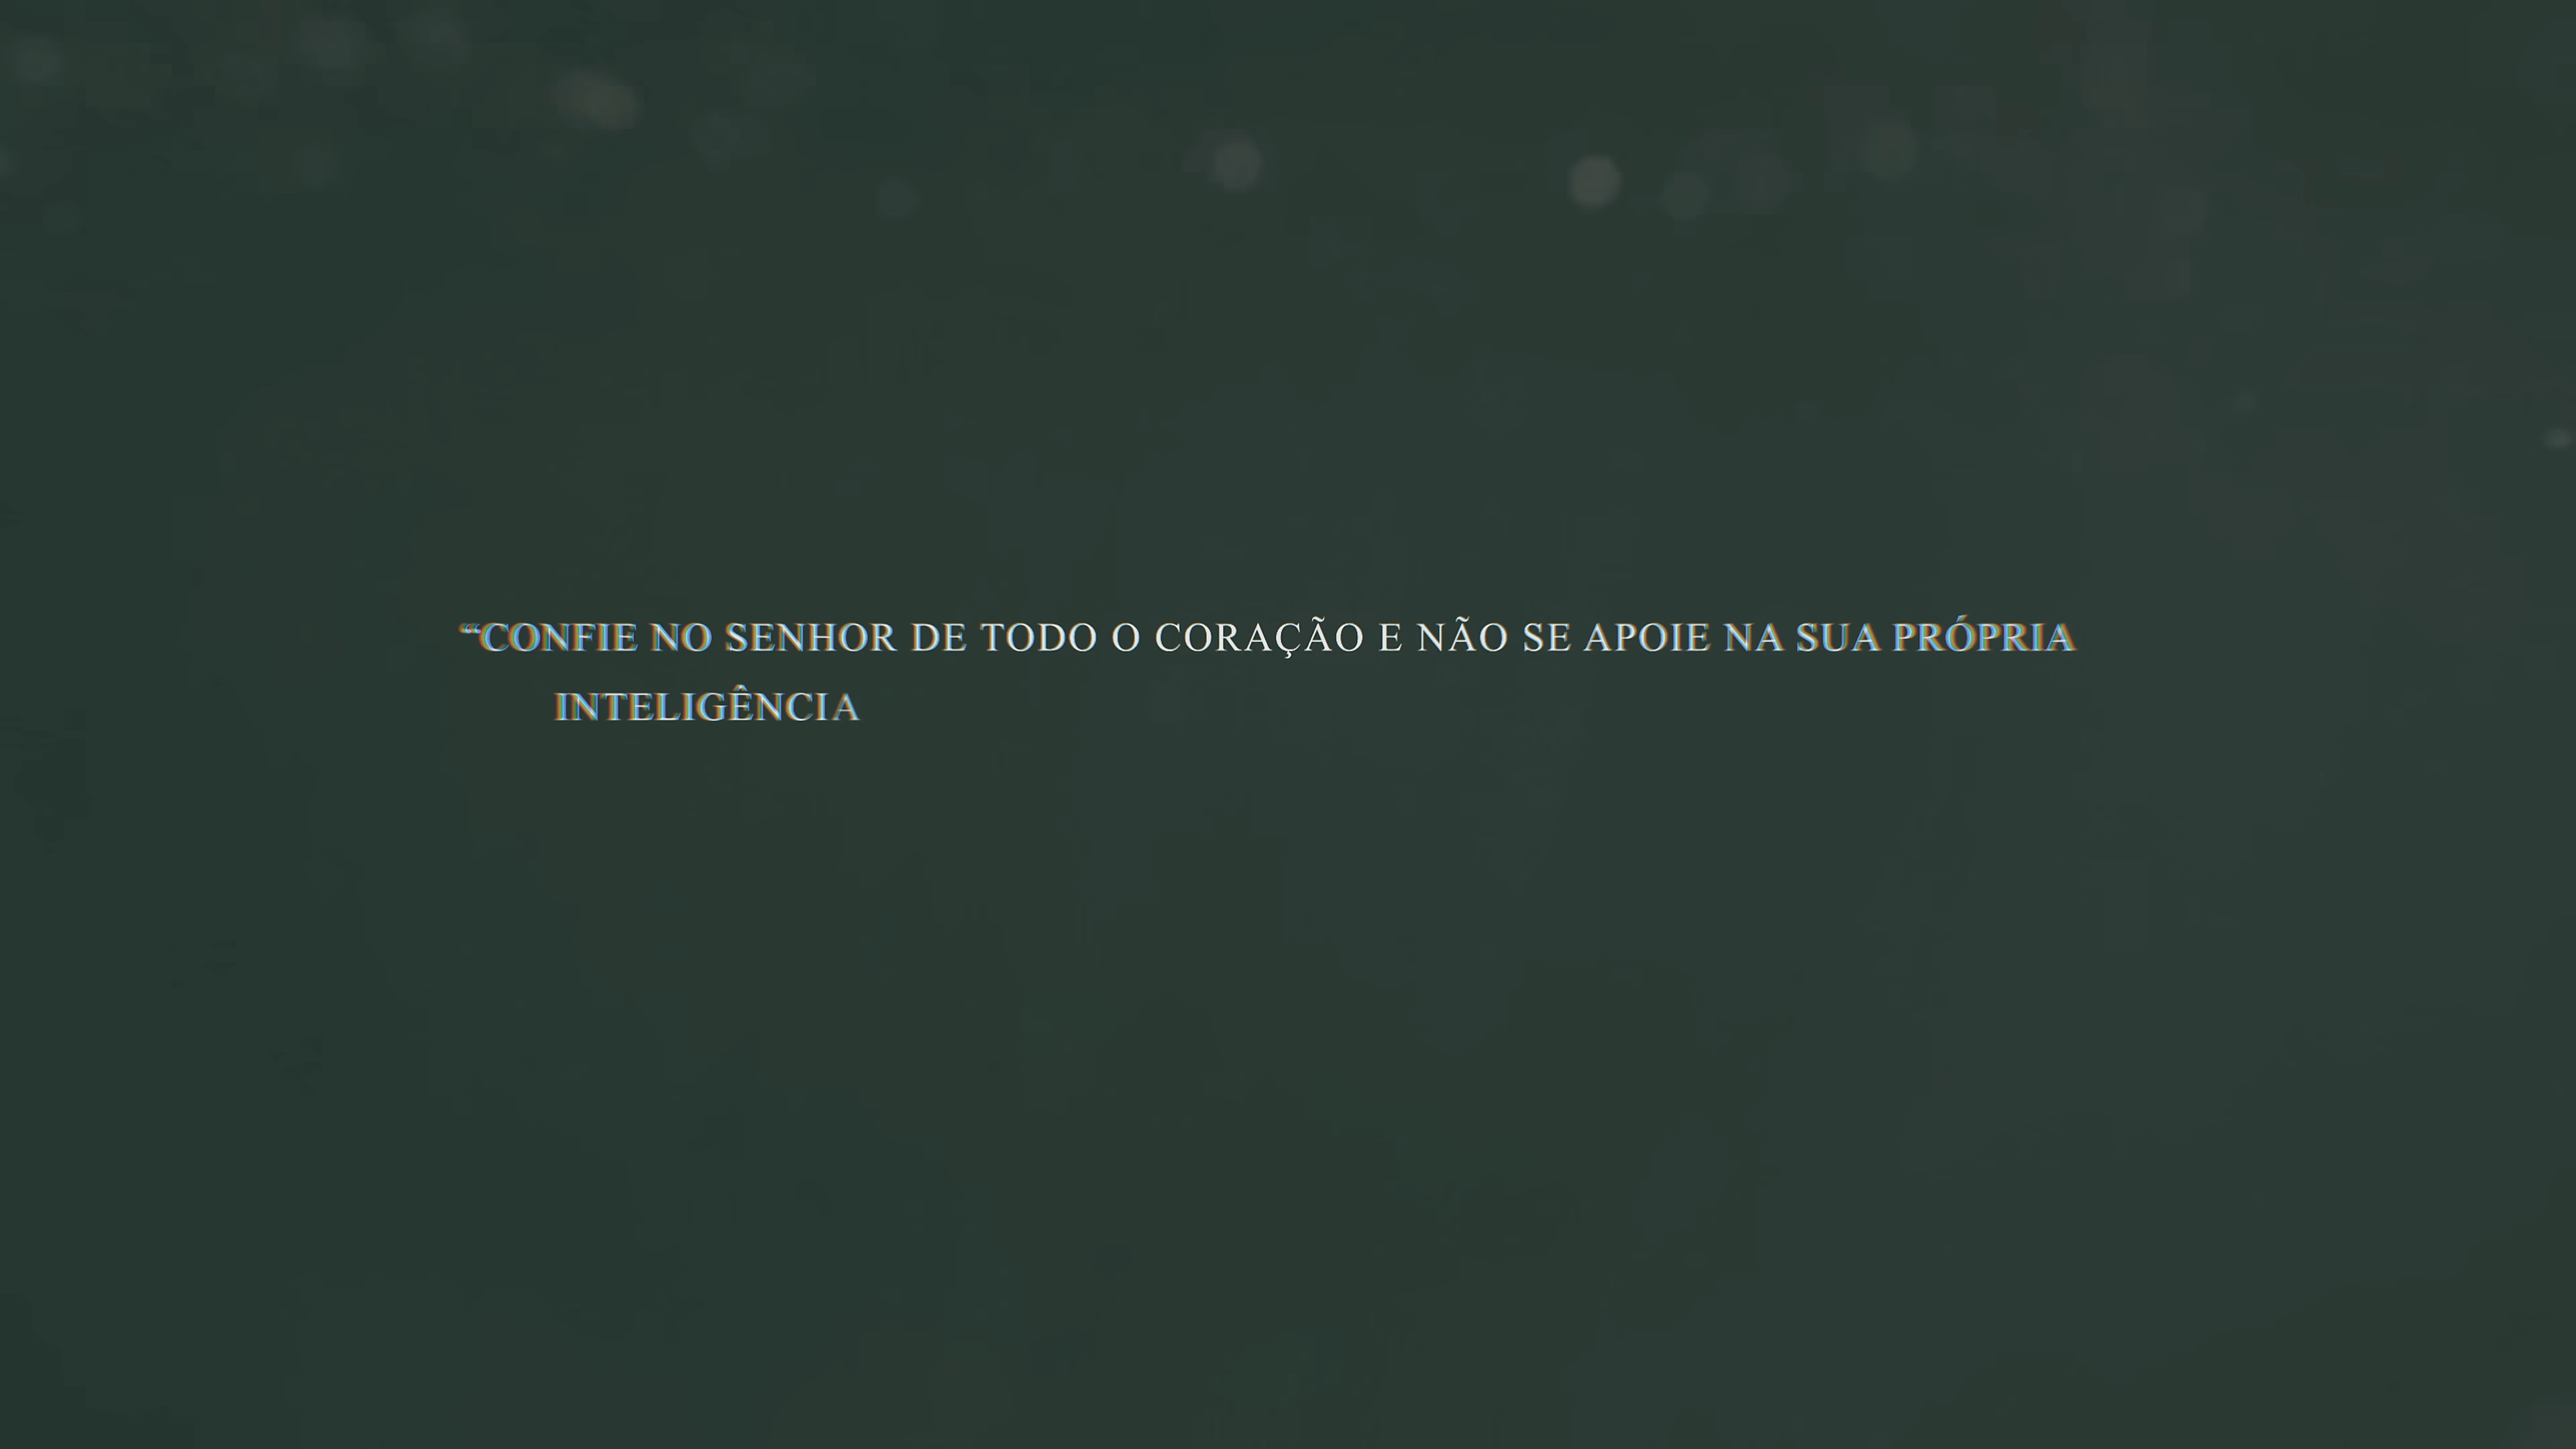 “CONFIE NO SENHOR DE TODO O CORAÇÃO E NÃO SE APOIE NA SUA PRÓPRIA
INTELIGÊNCIA